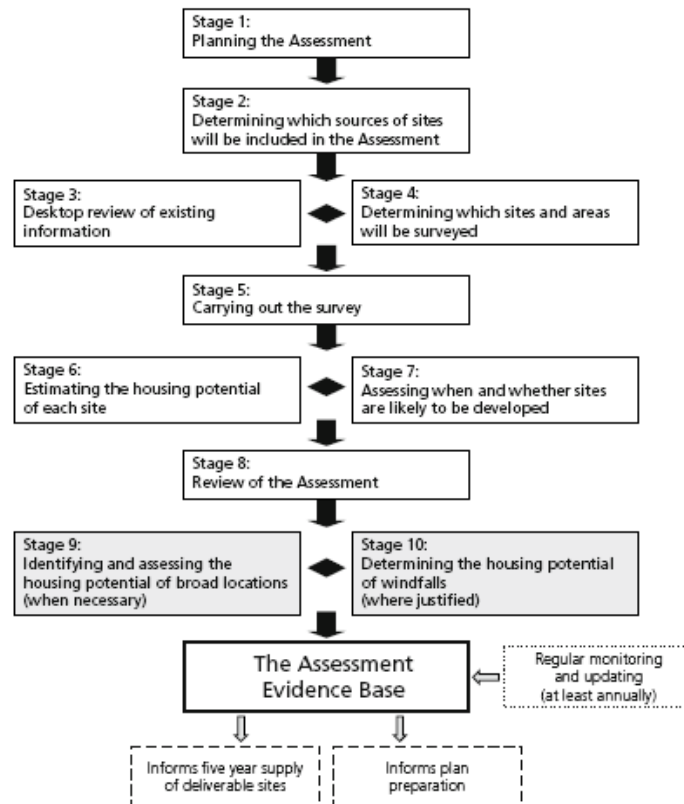 Stage 1:
Planning the Assessment
Stage 2:
Determining which sources of sites
will be included in the Assessment
Stage 3:
Desktop review of existing
information
Stage 4:
Determining which sites and areas
will be surveyed
Stage 5:
Carrying out the survey
Stage 6:
Estimating the housing potential
of each site
Stage 7:
Assessing when and whether sites
are likely to be developed
Stage 8:
Review of the Assessment
Stage 9:
Identifying and assessing the
housing potential of broad locations
(when necessary)
Stage 10:
Determining the housing potential
of windfalls
(where justified)
The Assessment
Evidence Base
Regular monitoring
and updating
(at least annually)
Informs five year supply
of deliverable sites
Informs plan
preparation